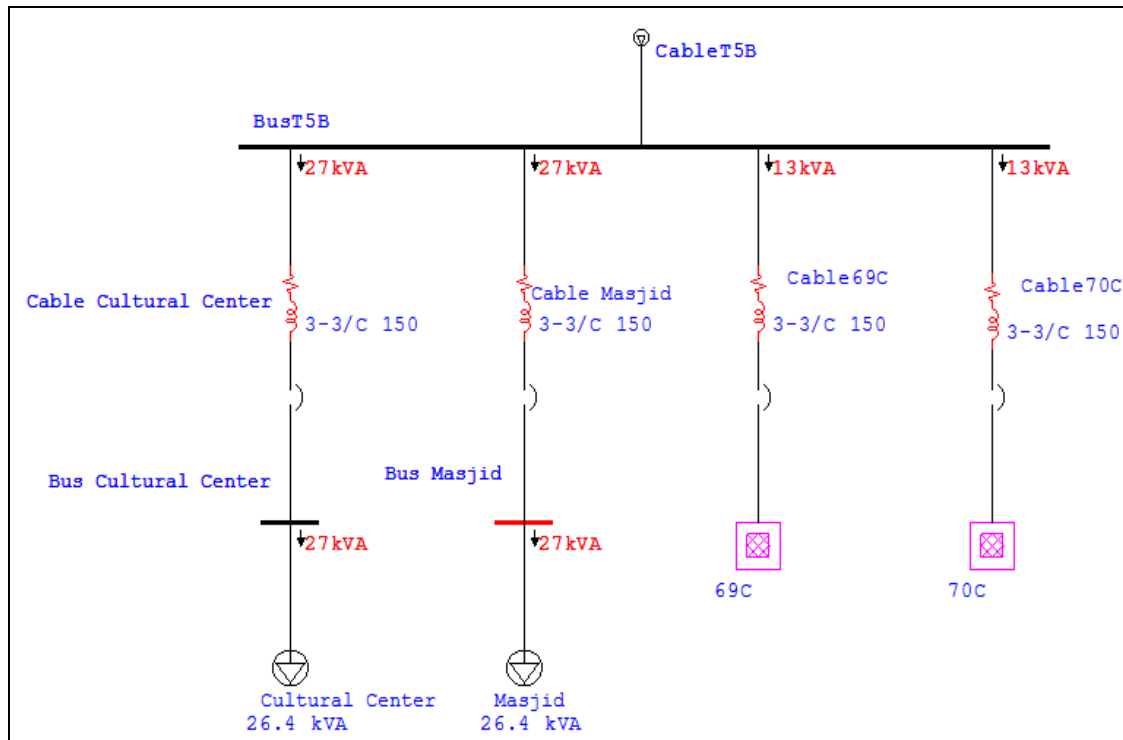 CableT5B
BusT5B
27kVA
27kVA
13kVA
13kVA
Cable Cultural Center
3-3/C 150
Cable Masjid
3-3/C 150
Cable69C
3-3/C 150
Cable70C
3-3/C 150
Bus Cultural Center
Bus Masjid
27kVA
27kVA
69C
70C
Cultural Center
26.4 kVA
Masjid
26.4 kVA